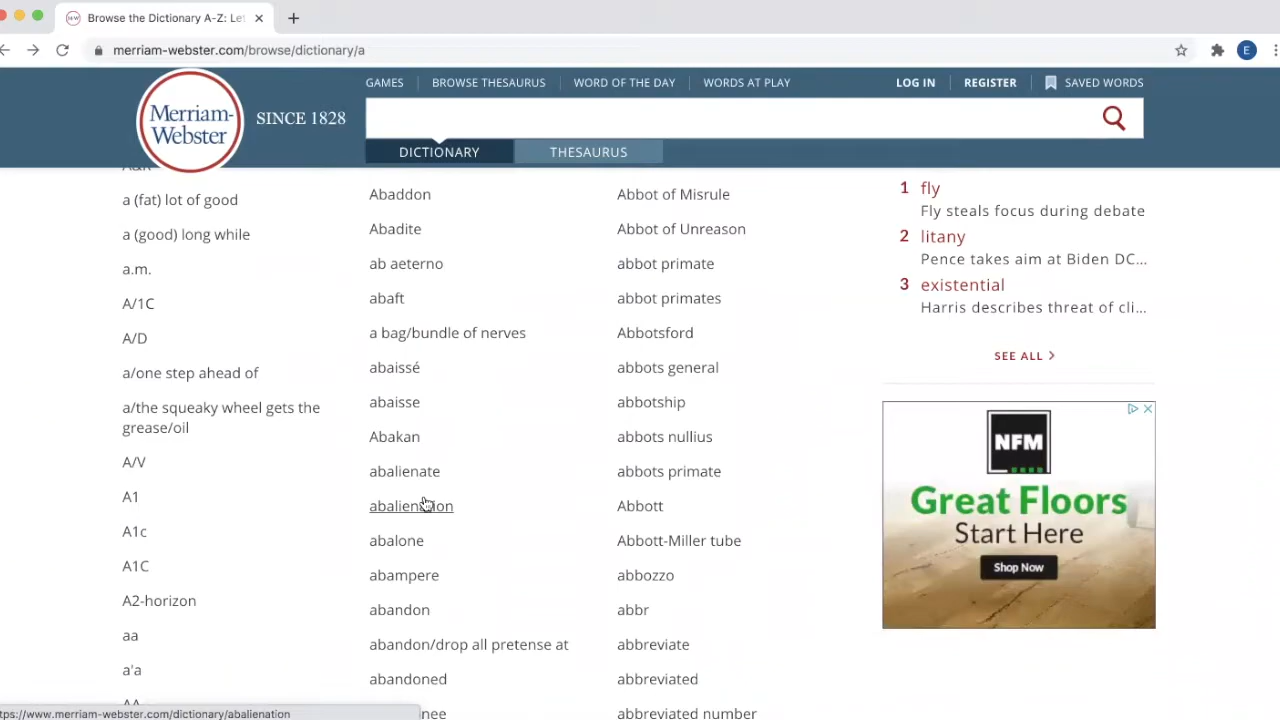 Browse the Dictionary A-Z: Let
merriam-webster.com/browse/dictionary/a
E
GAMES
BROWSE THESAURUS
WORD OF THE DAY
WORDS AT PLAY
LOG IN
REGISTER
SAVED WORDS
Merriam-
Webster
SINCE 1828
DICTIONARY
THESAURUS
a (fat) lot of good
a (good) long while
a.m.
A/1C
A/D
a/one step ahead of
a/the squeaky wheel gets the
grease/oil
A/V
A1
A1c
A1C
A2-horizon
aa
a'a
AA
Abaddon
Abadite
ab aeterno
abaft
a bag/bundle of nerves
abaissé
abaisse
Abakan
abalienate
abalienation
abalone
abampere
abandon
abandon/drop all pretense at
abandoned
nee
Abbot of Misrule
Abbot of Unreason
abbot primate
abbot primates
Abbotsford
abbots general
abbotship
abbots nullius
abbots primate
Abbott
Abbott-Miller tube
abbozzo
abbr
abbreviate
abbreviated
abbreviated number
1 fly
Fly steals focus during debate
2 litany
Pence takes aim at Biden DC...
3 existential
Harris describes threat of cli...
SEE ALL >
NFM
Great Floors
Start Here
Shop Now
tps://www.merriam-webster.com/dictionary/abalienation